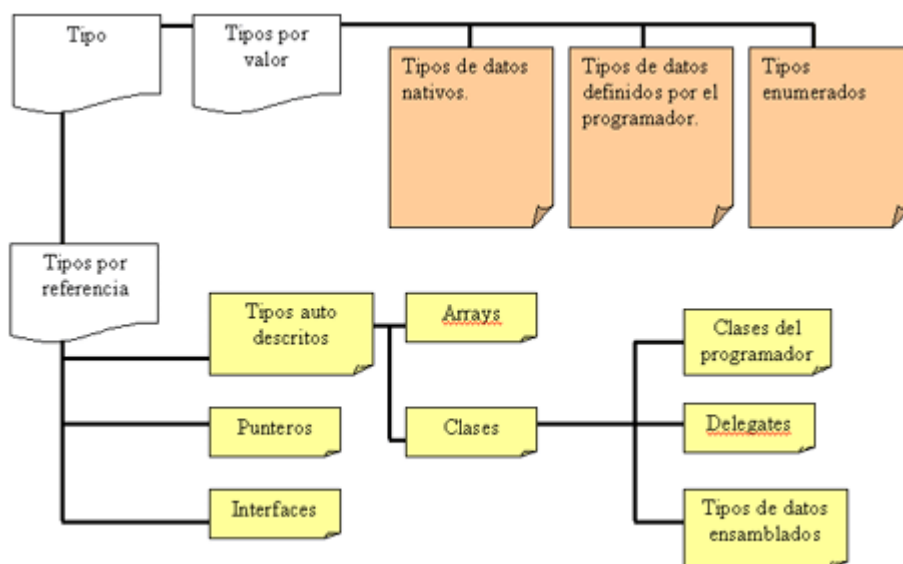 Tipo
Tipos por
valor
Tipos de datos
nativos.
Tipos de datos
definidos por el
programador.
Tipos
enumerados
Tipos por
referencia
Tipos auto
descritos
Arrays
Clases del
programador
Punteros
Clases
Delegates
Interfaces
Tipos de datos
ensamblados